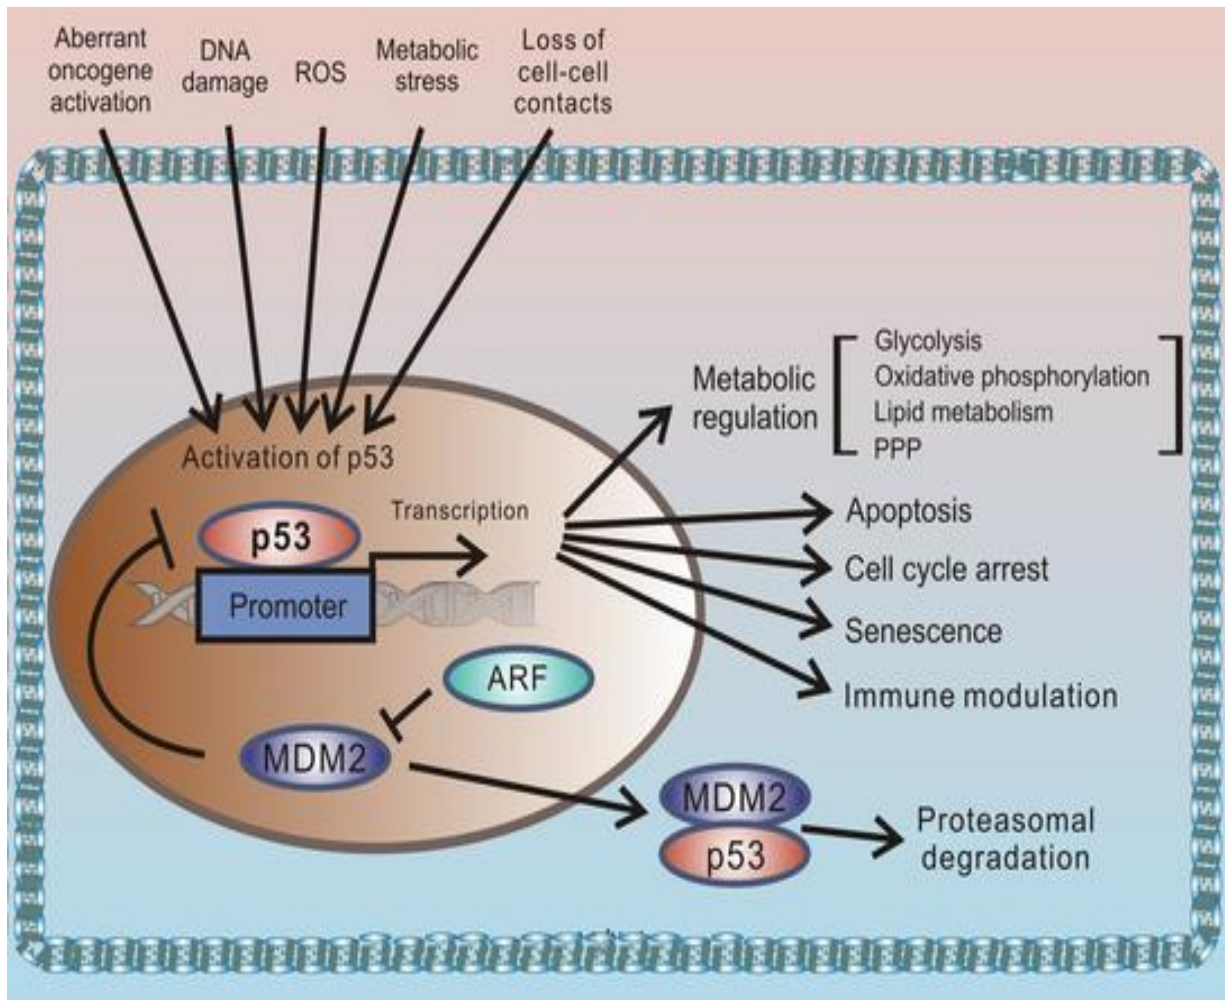 Aberrant
oncogene
activation
DNA
damage
ROS
Metabolic
stress
Loss of
cell-cell
contacts
Activation of p53
p53
Transcription
Promoter
ARF
MDM2
Metabolic
regulation
Glycolysis
Oxidative phosphorylation
Lipid metabolism
PPP
Apoptosis
Cell cycle arrest
Senescence
Immune modulation
MDM2
p53
Proteasomal
degradation